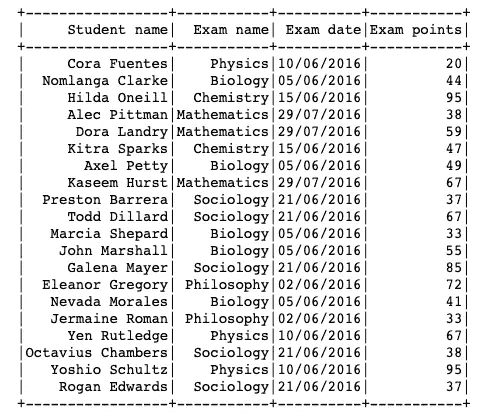 +------------------+-----------+----------+-----------+
|      Student name|  Exam name| Exam date|Exam points|
+------------------+-----------+----------+-----------+
|      Cora Fuentes|    Physics|10/06/2016|         20|
|   Nomlanga Clarke|    Biology|05/06/2016|         44|
|      Hilda Oneill|  Chemistry|15/06/2016|         95|
|      Alec Pittman|Mathematics|29/07/2016|         38|
|       Dora Landry|Mathematics|29/07/2016|         59|
|      Kitra Sparks|  Chemistry|15/06/2016|         47|
|        Axel Petty|    Biology|05/06/2016|         49|
|      Kaseem Hurst|Mathematics|29/07/2016|         67|
|   Preston Barrera|  Sociology|21/06/2016|         37|
|      Todd Dillard|  Sociology|21/06/2016|         67|
|    Marcia Shepard|    Biology|05/06/2016|         33|
|     John Marshall|    Biology|05/06/2016|         55|
|      Galena Mayer|  Sociology|21/06/2016|         85|
|   Eleanor Gregory| Philosophy|02/06/2016|         72|
|    Nevada Morales|    Biology|05/06/2016|         41|
|    Jermaine Roman| Philosophy|02/06/2016|         33|
|      Yen Rutledge|    Physics|10/06/2016|         67|
|Octavius Chambers|  Sociology|21/06/2016|         38|
|    Yoshio Schultz|    Physics|10/06/2016|         95|
|     Rogan Edwards|  Sociology|21/06/2016|         37|
+------------------+-----------+----------+-----------+